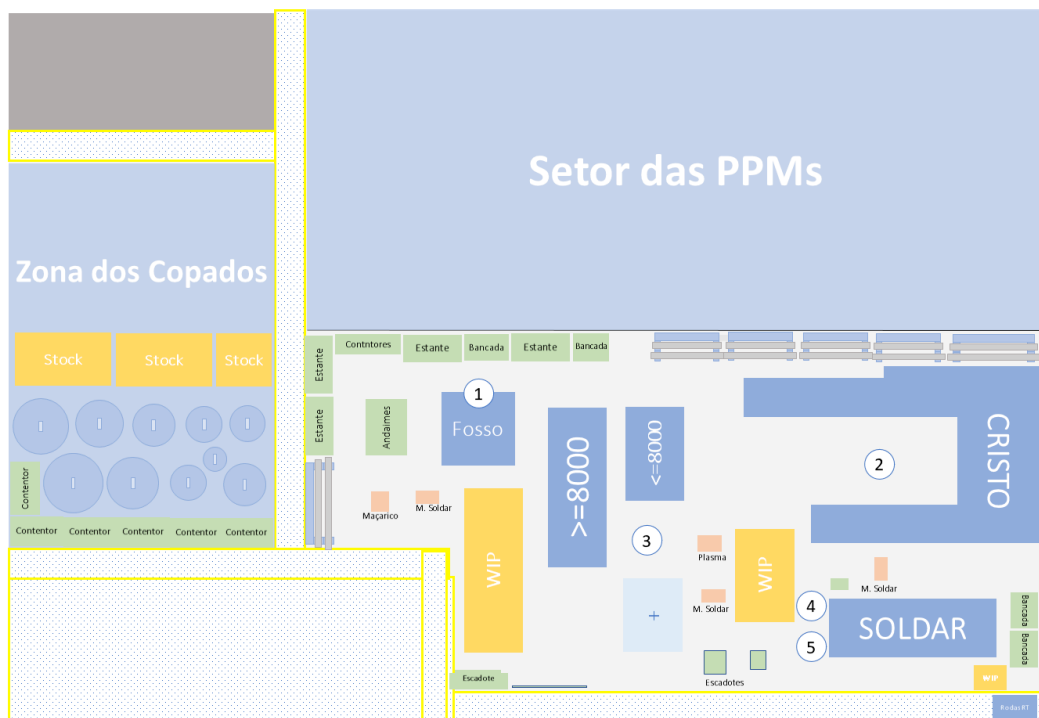 Setor das PPMs
Zona dos Copados
Stock
Stock
Stock
Contentor
Contentor
Contentor
Contentor
Contentor
Contentor
Estante
Estante
Contntores
Estante
Bancada
Estante
Bancada
Andaimes
1
Fosso
>=8000
<=8000
CRISTO
2
Maçarico
M. Soldar
WIP
3
Plasma
WIP
M. Soldar
M. Soldar
+
4
5
SOLDAR
Bancada
Bancada
Escadote
Escadotes
WIP
Rodas RT